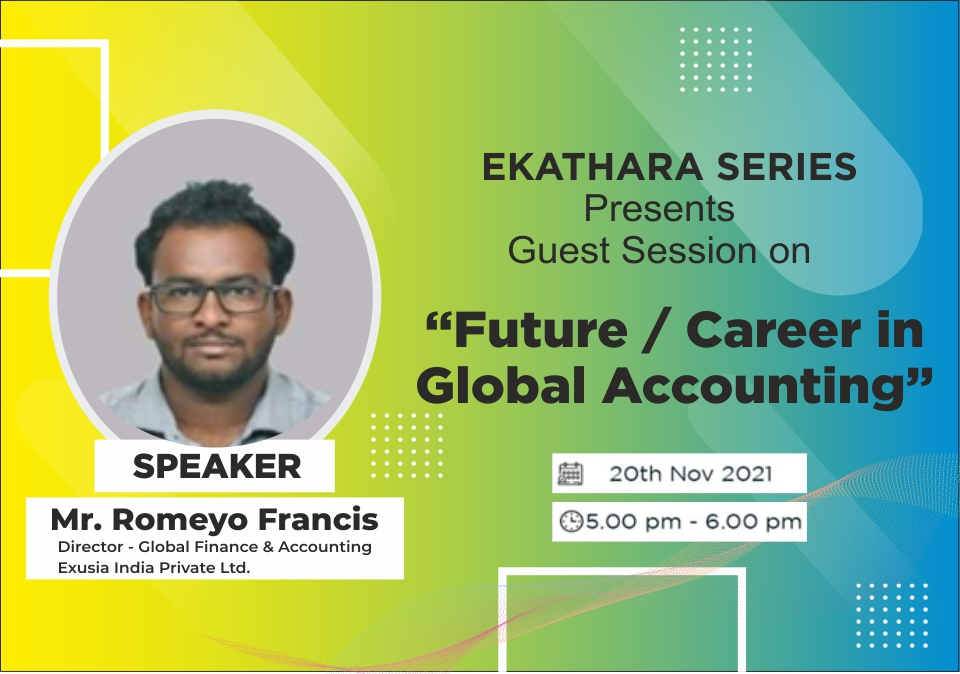 EKATHARA SERIES
Presents
Guest Session on
“Future / Career in
Global Accounting”
20th Nov 2021
5.00 pm - 6.00 pm
SPEAKER
Mr. Romeyo Francis
Director - Global Finance & Accounting
Exusia India Private Ltd.